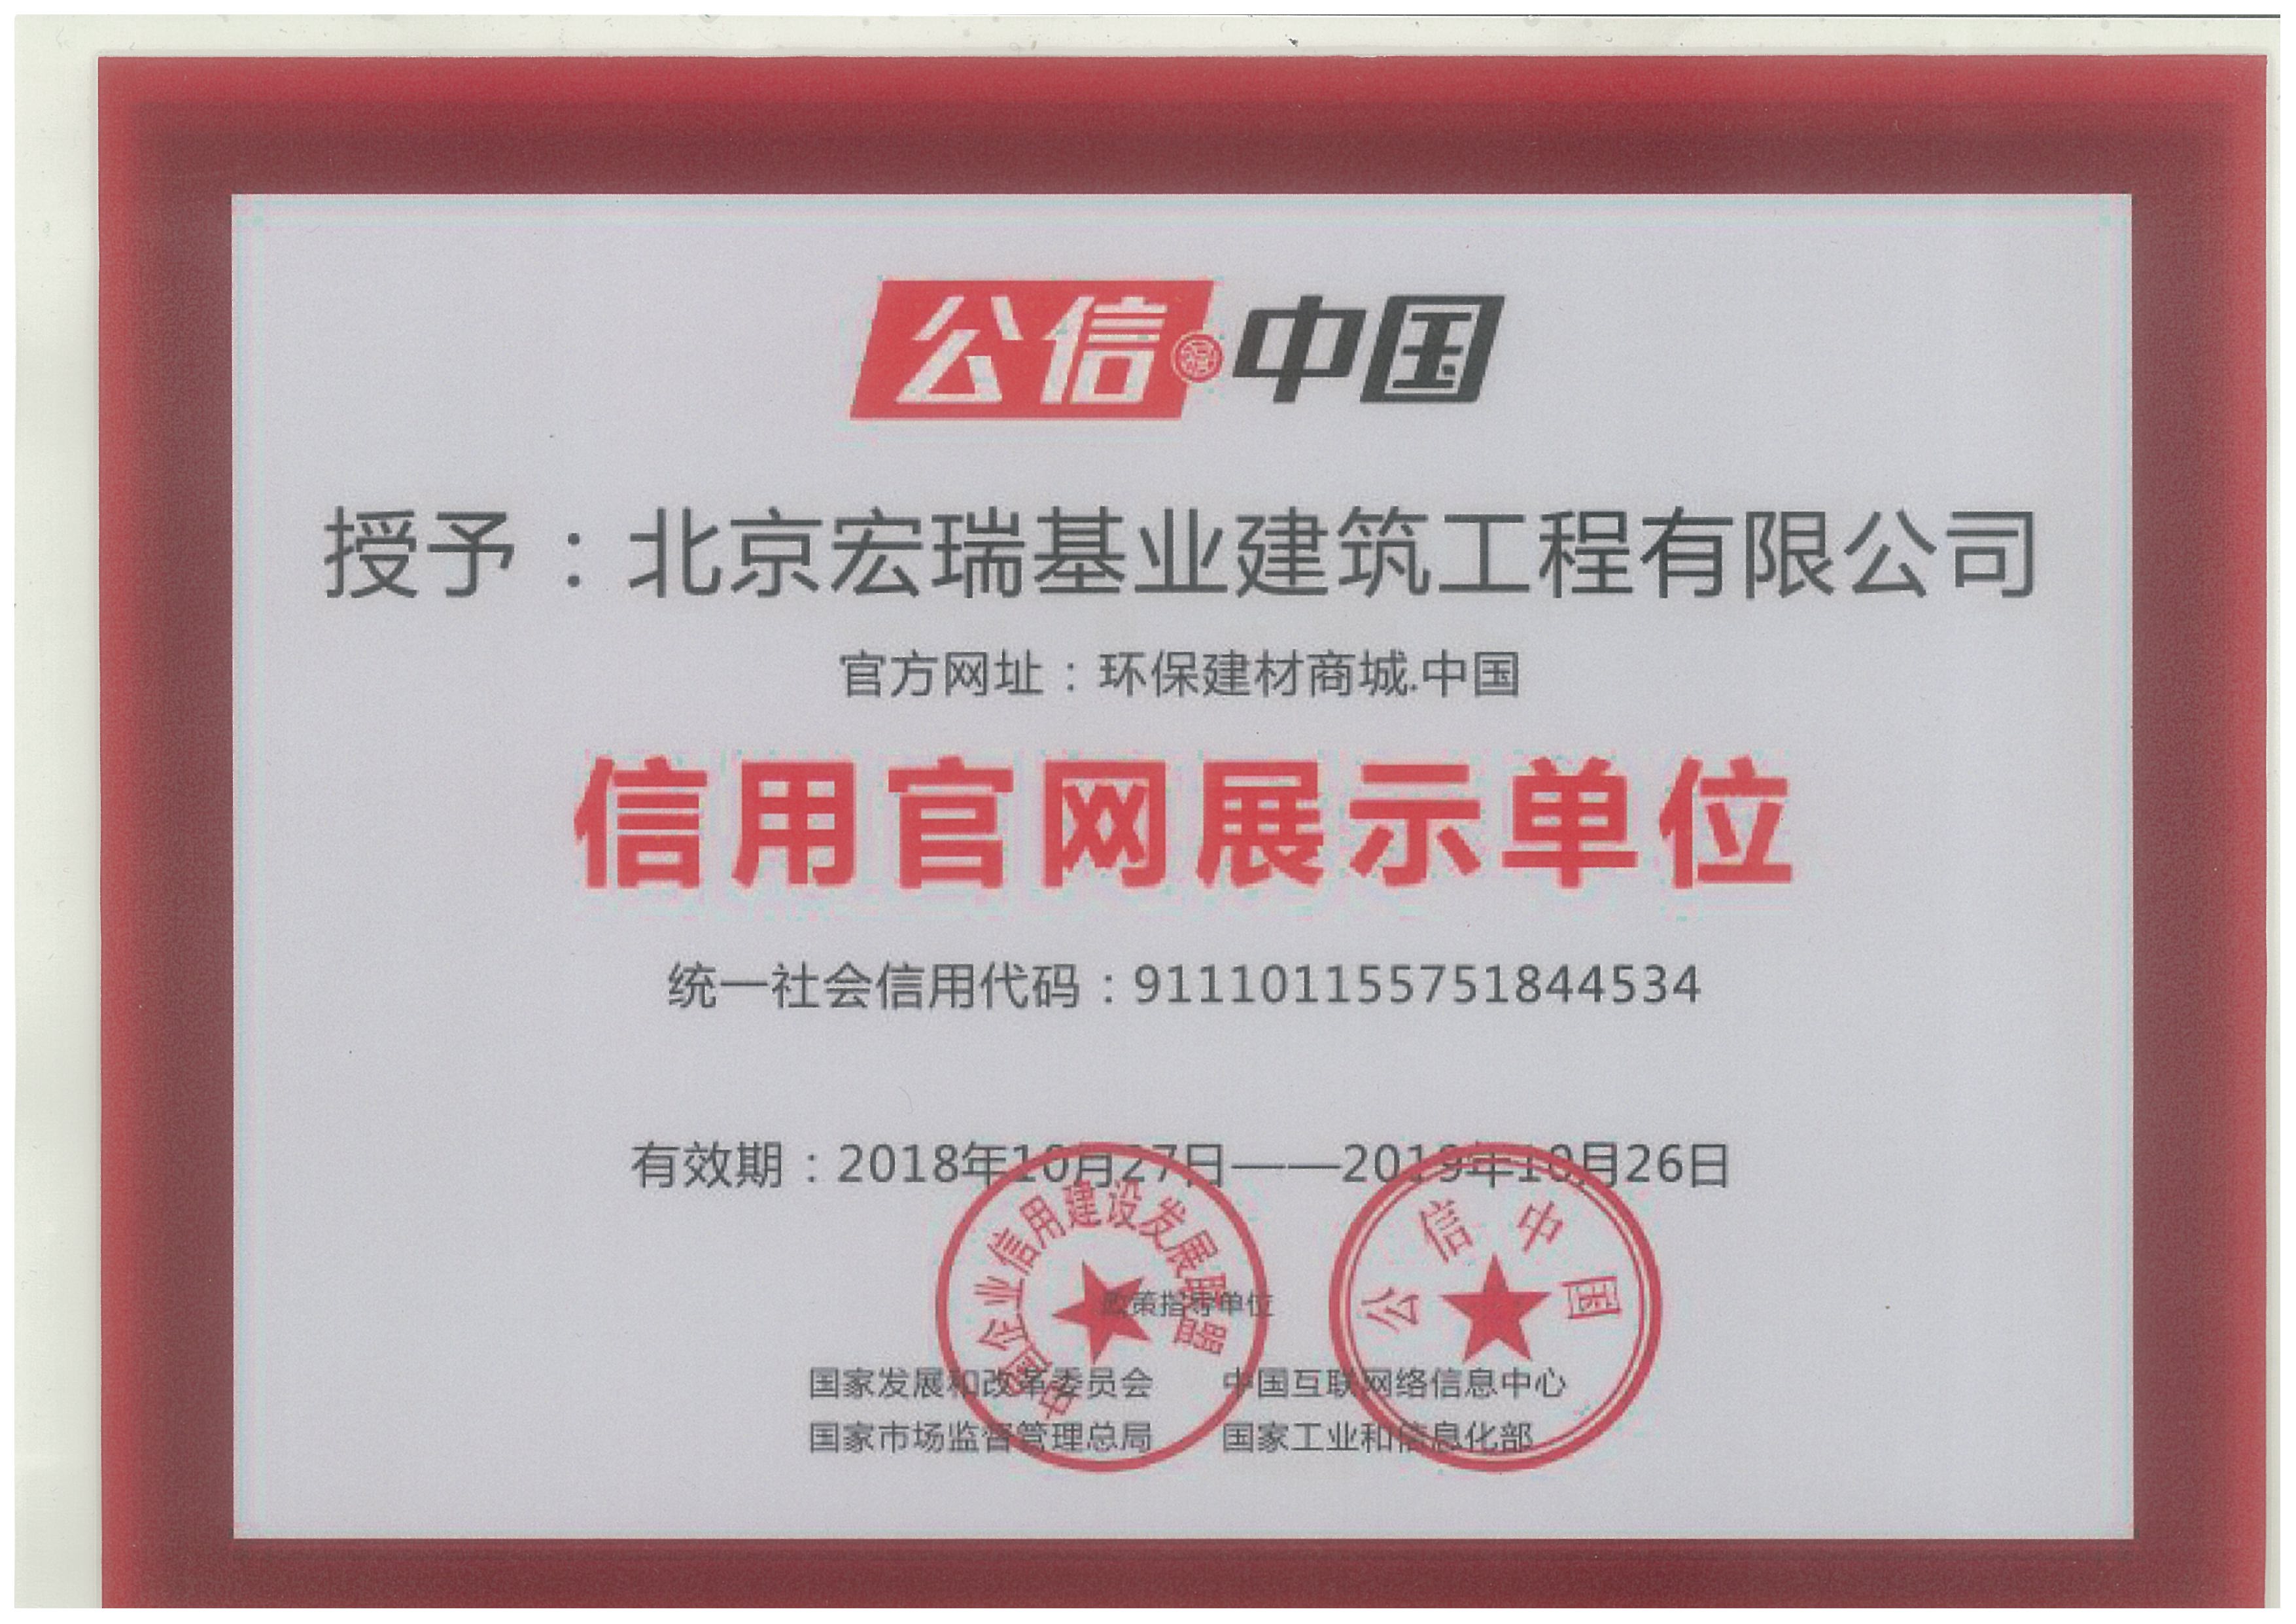 公信中国
授予：北京宏瑞基业建筑工程有限公司
官方网址：环保建材商城.中国
信用官网展示单位
统一社会信用代码：911101155751844534
有效期：2018年10月27日——2019年10月26日
中国企业信用建设发展联盟
公信中国
政策指导单位
国家发展和改革委员会 中国互联网络信息中心
国家市场监督管理总局 国家工业和信息化部